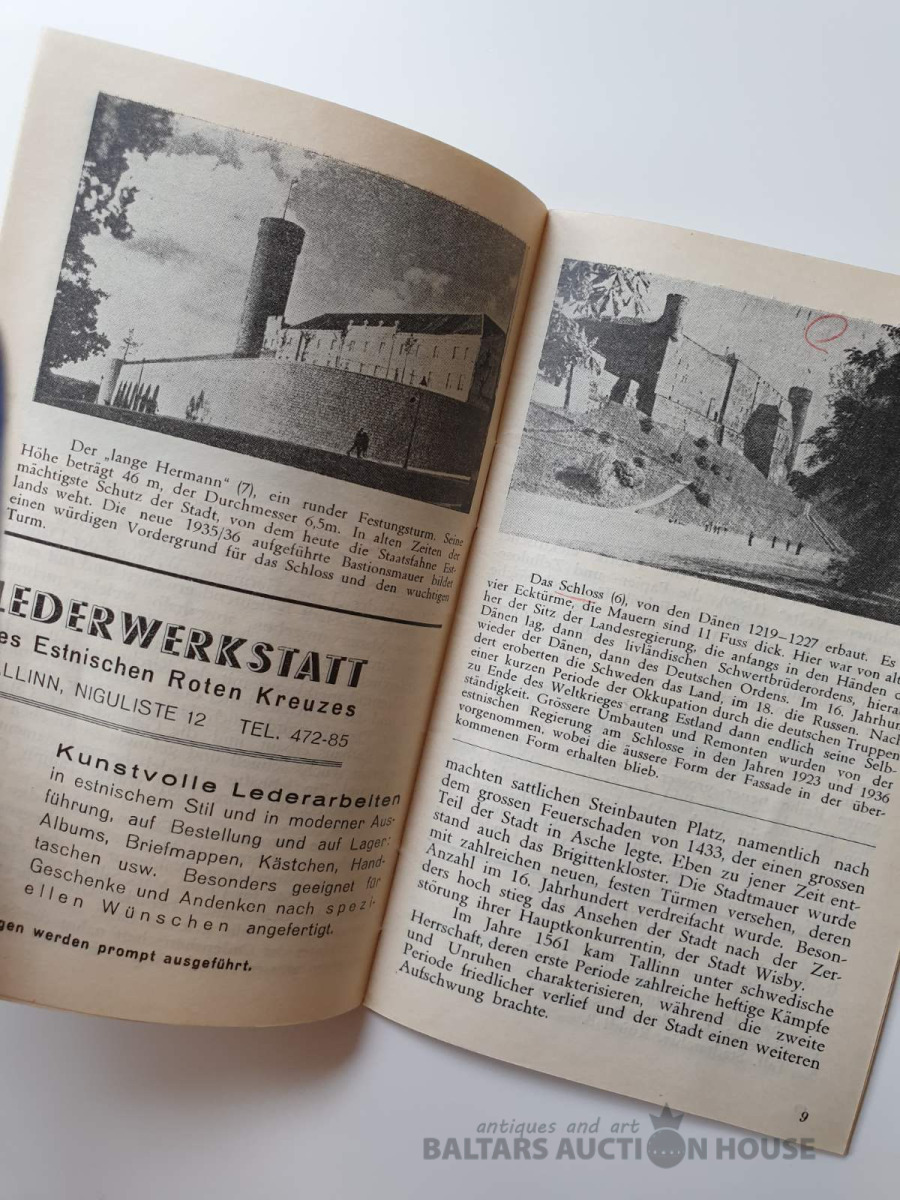 Der „lange Hermann“ (7), ein runder Festungsturm. Seine
Höhe beträgt 46 m, der Durchmesser 6,5m. In alten Zeiten der
mächtigste Schutz der Stadt, von dem heute die Staatsfahne Est-
lands weht. Die neue 1935/36 aufgeführte Bastionsmauer bildet
einen würdigen Vordergrund für das Schloss und den wuchtigen
Turm.
LEDERWERKSTATT
es Estnischen Roten Kreuzes
ALLINN, NIGULISTE 12 TEL. 472-85
Kunstvolle Lederarbeiten
in estnischem Stil und in moderner Aus-
führung, auf Bestellung und auf Lager:
Albums, Briefmappen, Kästchen, Hand-
taschen usw. Besonders geeignet für
Geschenke und Andenken nach spezi-
ellen Wünschen angefertigt.
gen werden prompt ausgeführt.
Das Schloss (6), von den Dänen 1219–1227 erbaut. Es
vier Ecktürme, die Mauern sind 11 Fuss dick. Hier war von alt
her der Sitz der Landesregierung, die anfangs in den Händen d
Dänen lag, dann des livländischen Schwertbrüderordens, hierau
wieder der Dänen, dann des Deutschen Ordens. Im 16. Jahrhun
dert eroberten die Schweden das Land, im 18. die Russen. Nach
einer kurzen Periode der Okkupation durch die deutschen Truppen
zu Ende des Weltkrieges errang Estland dann endlich seine Selb-
ständigkeit. Grössere Umbauten und Remonten wurden von der
estnischen Regierung am Schlosse in den Jahren 1923 und 1936
vorgenommen, wobei die äussere Form der Fassade in der über-
kommenen Form erhalten blieb.
machten sattlichen Steinbauten Platz, namentlich nach
dem grossen Feuerschaden von 1433, der einen grossen
Teil der Stadt in Asche legte. Eben zu jener Zeit ent-
stand auch das Brigittenkloster. Die Stadtmauer wurde
mit zahlreichen neuen, festen Türmen versehen, deren
Anzahl im 16. Jahrhundert verdreifacht wurde. Beson-
ders hoch stieg das Ansehen der Stadt nach der Zer-
störung ihrer Hauptkonkurrentin, der Stadt Wisby.
Im Jahre 1561 kam Tallinn unter schwedische
Herrschaft, deren erste Periode zahlreiche heftige Kämpfe
und Unruhen charakterisieren, während die zweite
Periode friedlicher verlief und der Stadt einen weiteren
Aufschwung brachte.
9
antiques and art
BALTARS AUCTION HOUSE